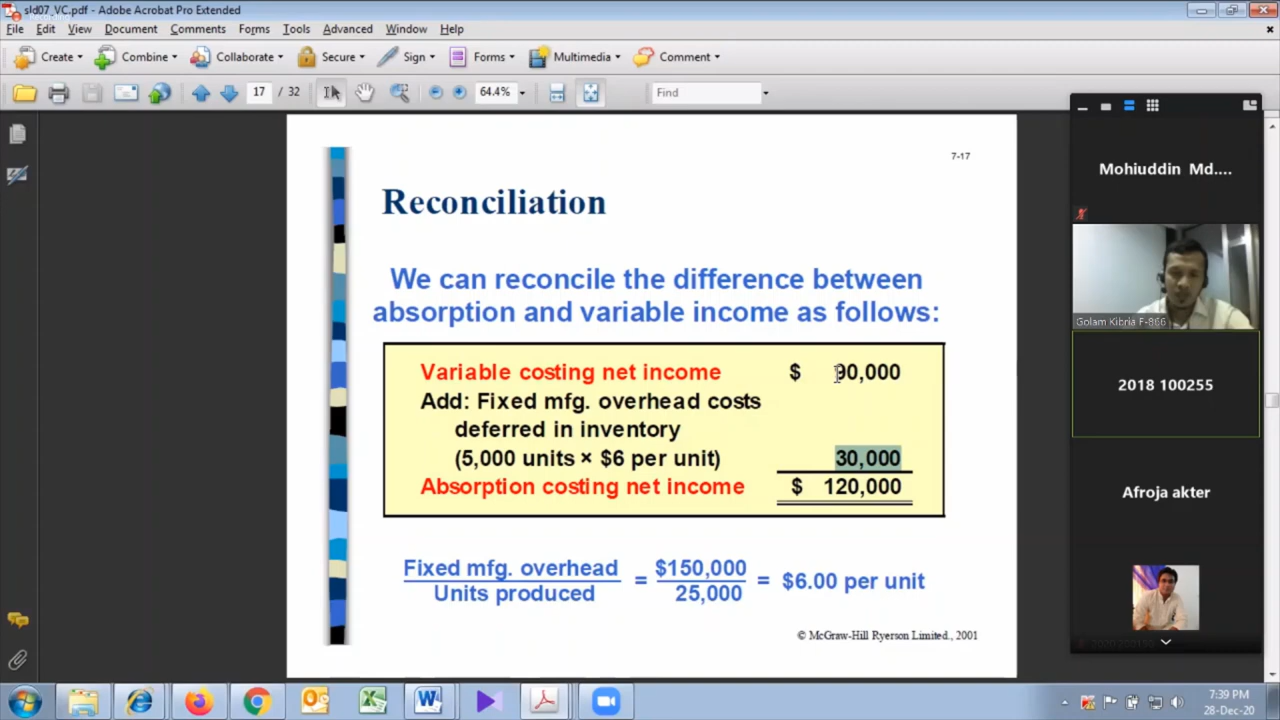 sld07_VC.pdf - Adobe Acrobat Pro Extended
File Edit View Document Comments Forms Tools Advanced Window Help
Create Combine Collaborate Secure Sign Forms Multimedia Comment
17 / 32 64.4% Find
7-17
Reconciliation
We can reconcile the difference between
absorption and variable income as follows:
Variable costing net income $ 90,000
Add: Fixed mfg. overhead costs
deferred in inventory
(5,000 units × $6 per unit) 30,000
Absorption costing net income $ 120,000
Fixed mfg. overhead
Units produced
= $150,000
25,000
= $6.00 per unit
© McGraw-Hill Ryerson Limited., 2001
Mohiuddin Md....
Golam Kibria F-866
2018 100255
Afroja akter
7:39 PM
28-Dec-20